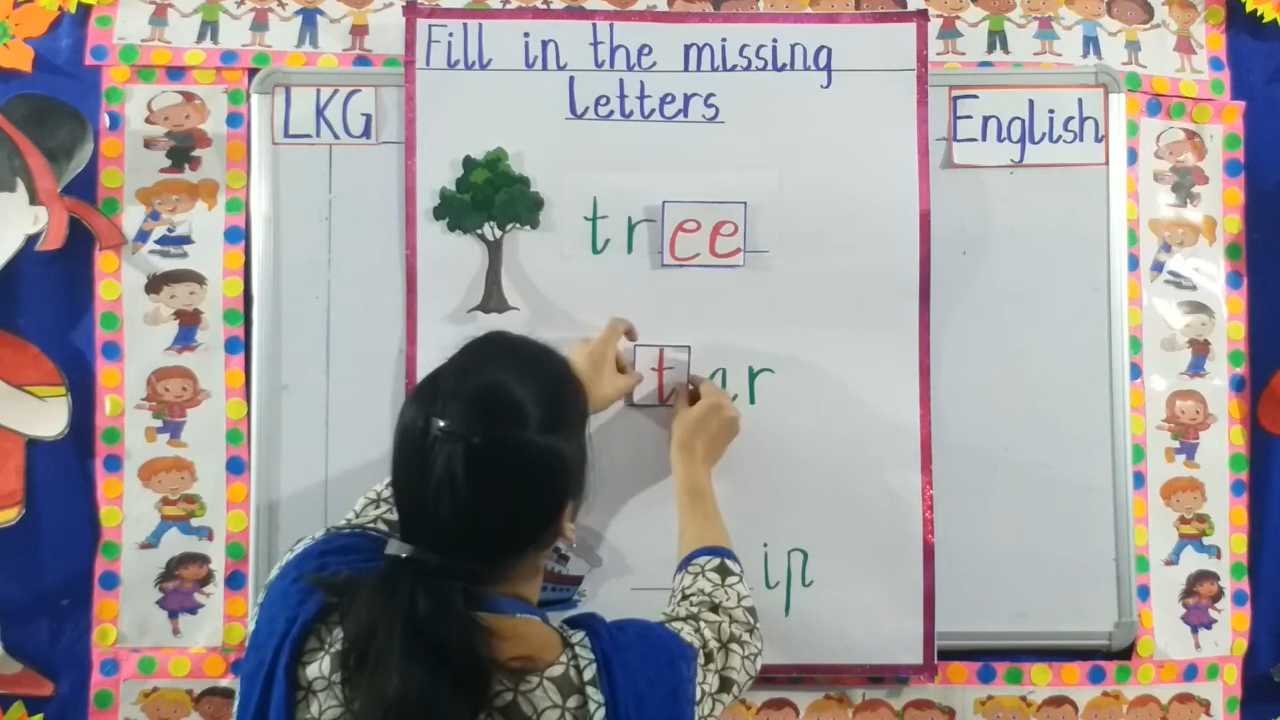 Fill in the missing
letters
LKG
English
tree
tar
ip